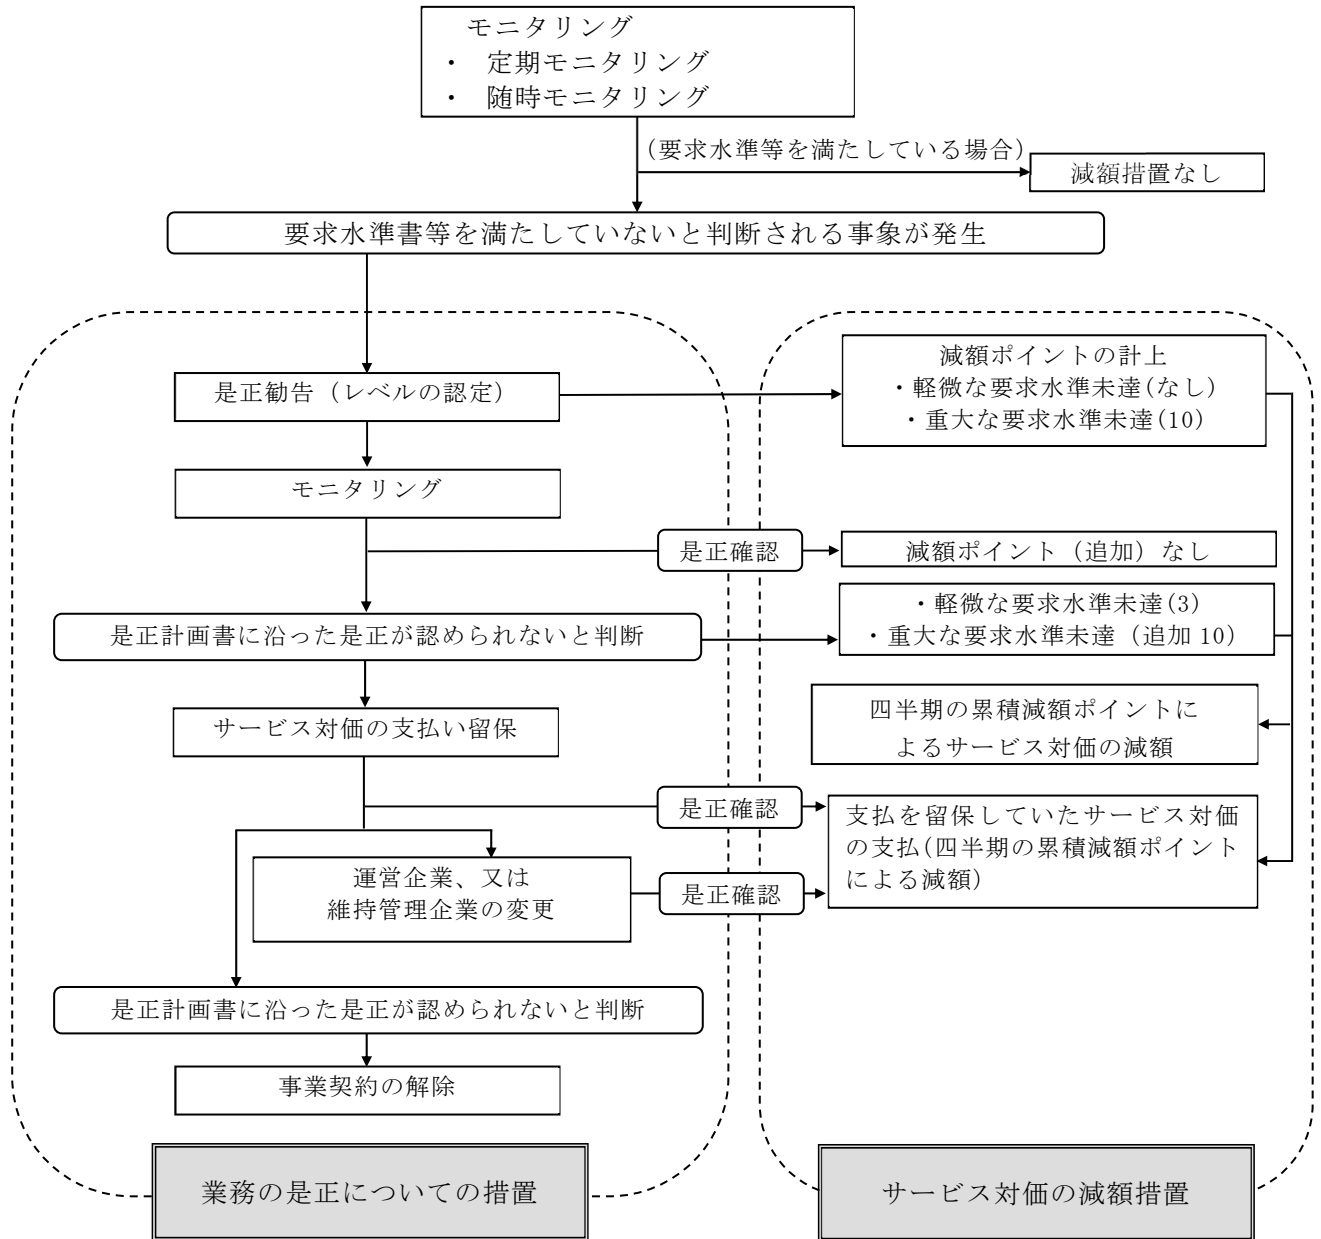 モニタリング
・ 定期モニタリング
・ 随時モニタリング
(要求水準等を満たしている場合)
減額措置なし
要求水準書等を満たしていないと判断される事象が発生
是正勧告（レベルの認定）
減額ポイントの計上
・軽微な要求水準未達(なし)
・重大な要求水準未達(10)
モニタリング
是正確認
減額ポイント（追加）なし
是正計画書に沿った是正が認められないと判断
・軽微な要求水準未達(3)
・重大な要求水準未達（追加 10）
サービス対価の支払い留保
四半期の累積減額ポイントに
よるサービス対価の減額
是正確認
支払を留保していたサービス対価
の支払(四半期の累積減額ポイント
による減額)
運営企業、又は
維持管理企業の変更
是正確認
是正計画書に沿った是正が認められないと判断
事業契約の解除
業務の是正についての措置
サービス対価の減額措置